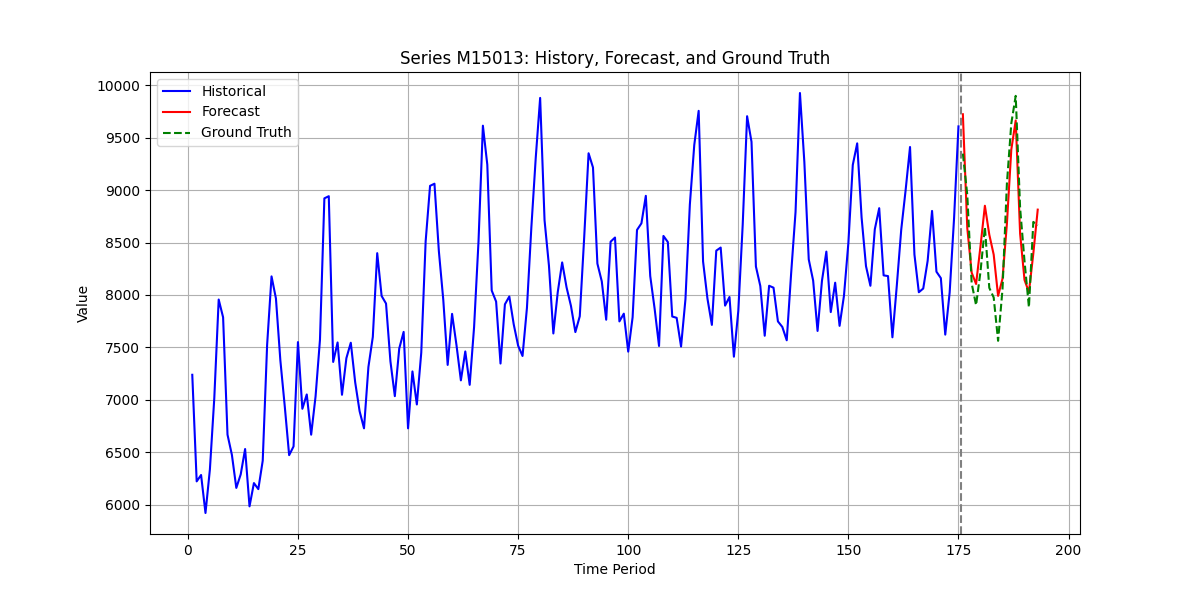 Series M15013: History, Forecast, and Ground Truth
Historical
Forecast
Ground Truth
10000
9500
9000
8500
8000
7500
7000
6500
6000
Value
0 25 50 75 100 125 150 175 200
Time Period